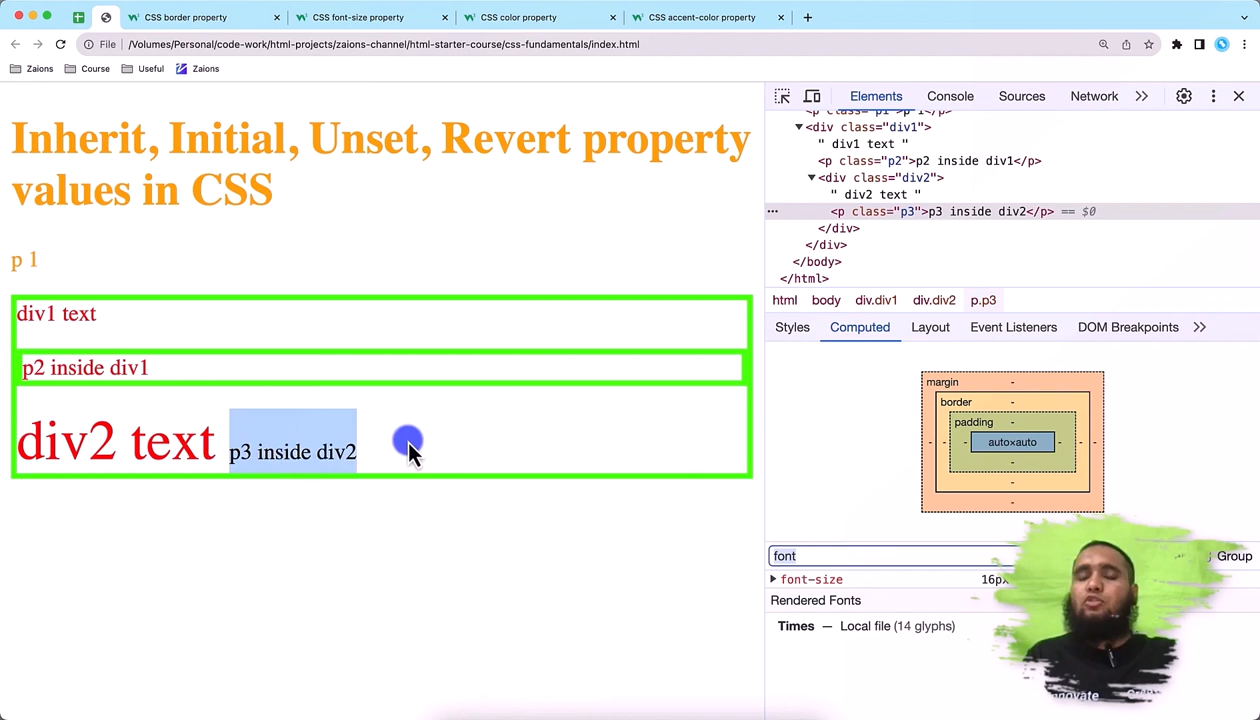 CSS border property
CSS font-size property
CSS color property
CSS accent-color property
File
/Volumes/Personal/code-work/html-projects/zaions-channel/html-starter-course/css-fundamentals/index.html
Zaions
Course
Useful
Zaions
Inherit, Initial, Unset, Revert property
values in CSS
p 1
div1 text
p2 inside div1
div2 text p3 inside div2
Elements Console Sources Network
<p class="p1">p 1</p>
<div class="div1">
" div1 text "
<p class="p2">p2 inside div1</p>
<div class="div2">
" div2 text "
<p class="p3">p3 inside div2</p> == $0
</div>
</div>
</body>
</html>
html body div.div1 div.div2 p.p3
Styles Computed Layout Event Listeners DOM Breakpoints
margin -
border -
padding -
- - - auto×auto - - -
-
-
-
font
Group
font-size 16px
Rendered Fonts
Times — Local file (14 glyphs)